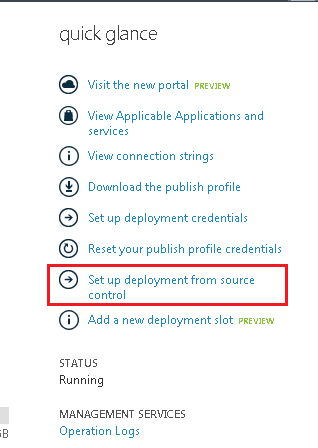 quick glance
Visit the new portal PREVIEW
View Applicable Applications and
services
View connection strings
Download the publish profile
Set up deployment credentials
Reset your publish profile credentials
Set up deployment from source
control
Add a new deployment slot PREVIEW
STATUS
Running
MANAGEMENT SERVICES
GB
Operation Logs